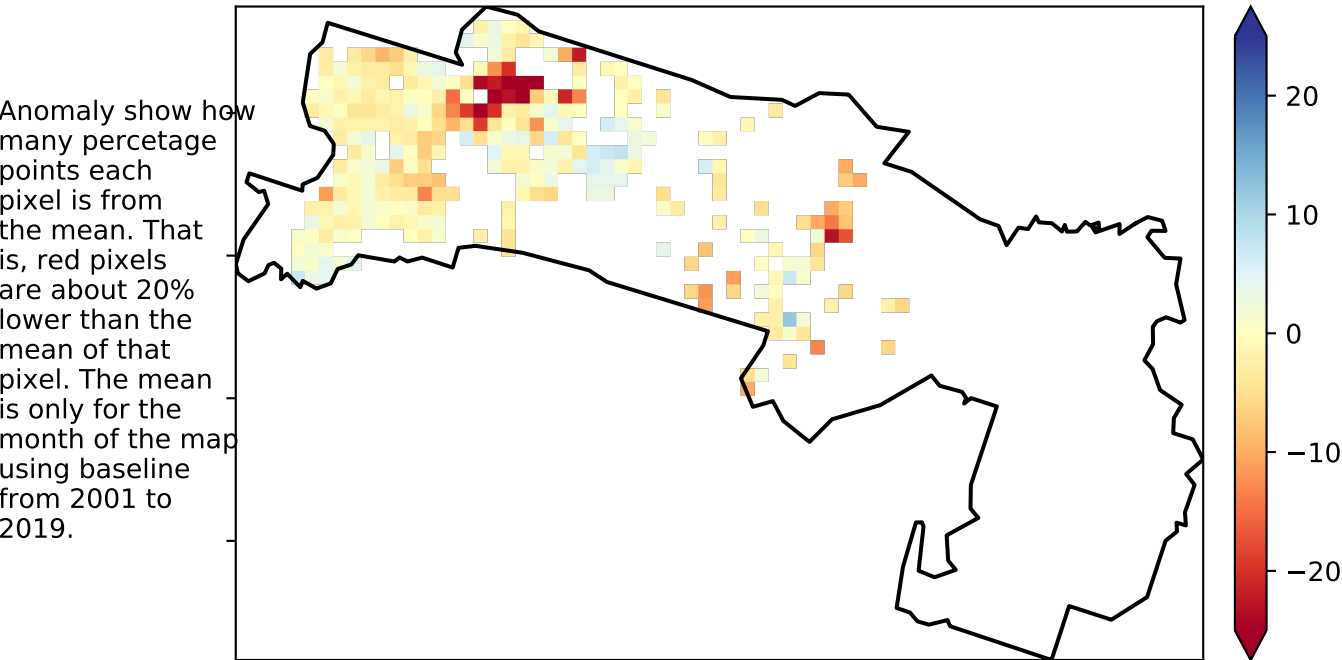 Anomaly show how
many percetage
points each
pixel is from
the mean. That
is, red pixels
are about 20%
lower than the
mean of that
pixel. The mean
is only for the
month of the map
using baseline
from 2001 to
2019.
20
10
0
−10
−20